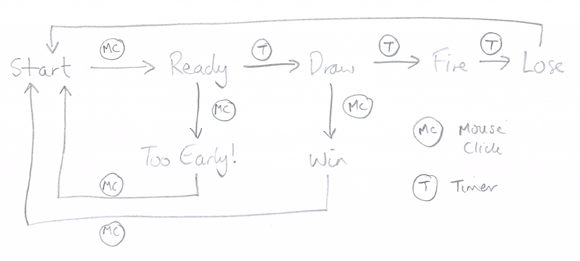 MC T T T
Start Ready Draw Fire Lose
MC MC
MC Mouse
Click
Too Early! Win
MC T Timer
MC